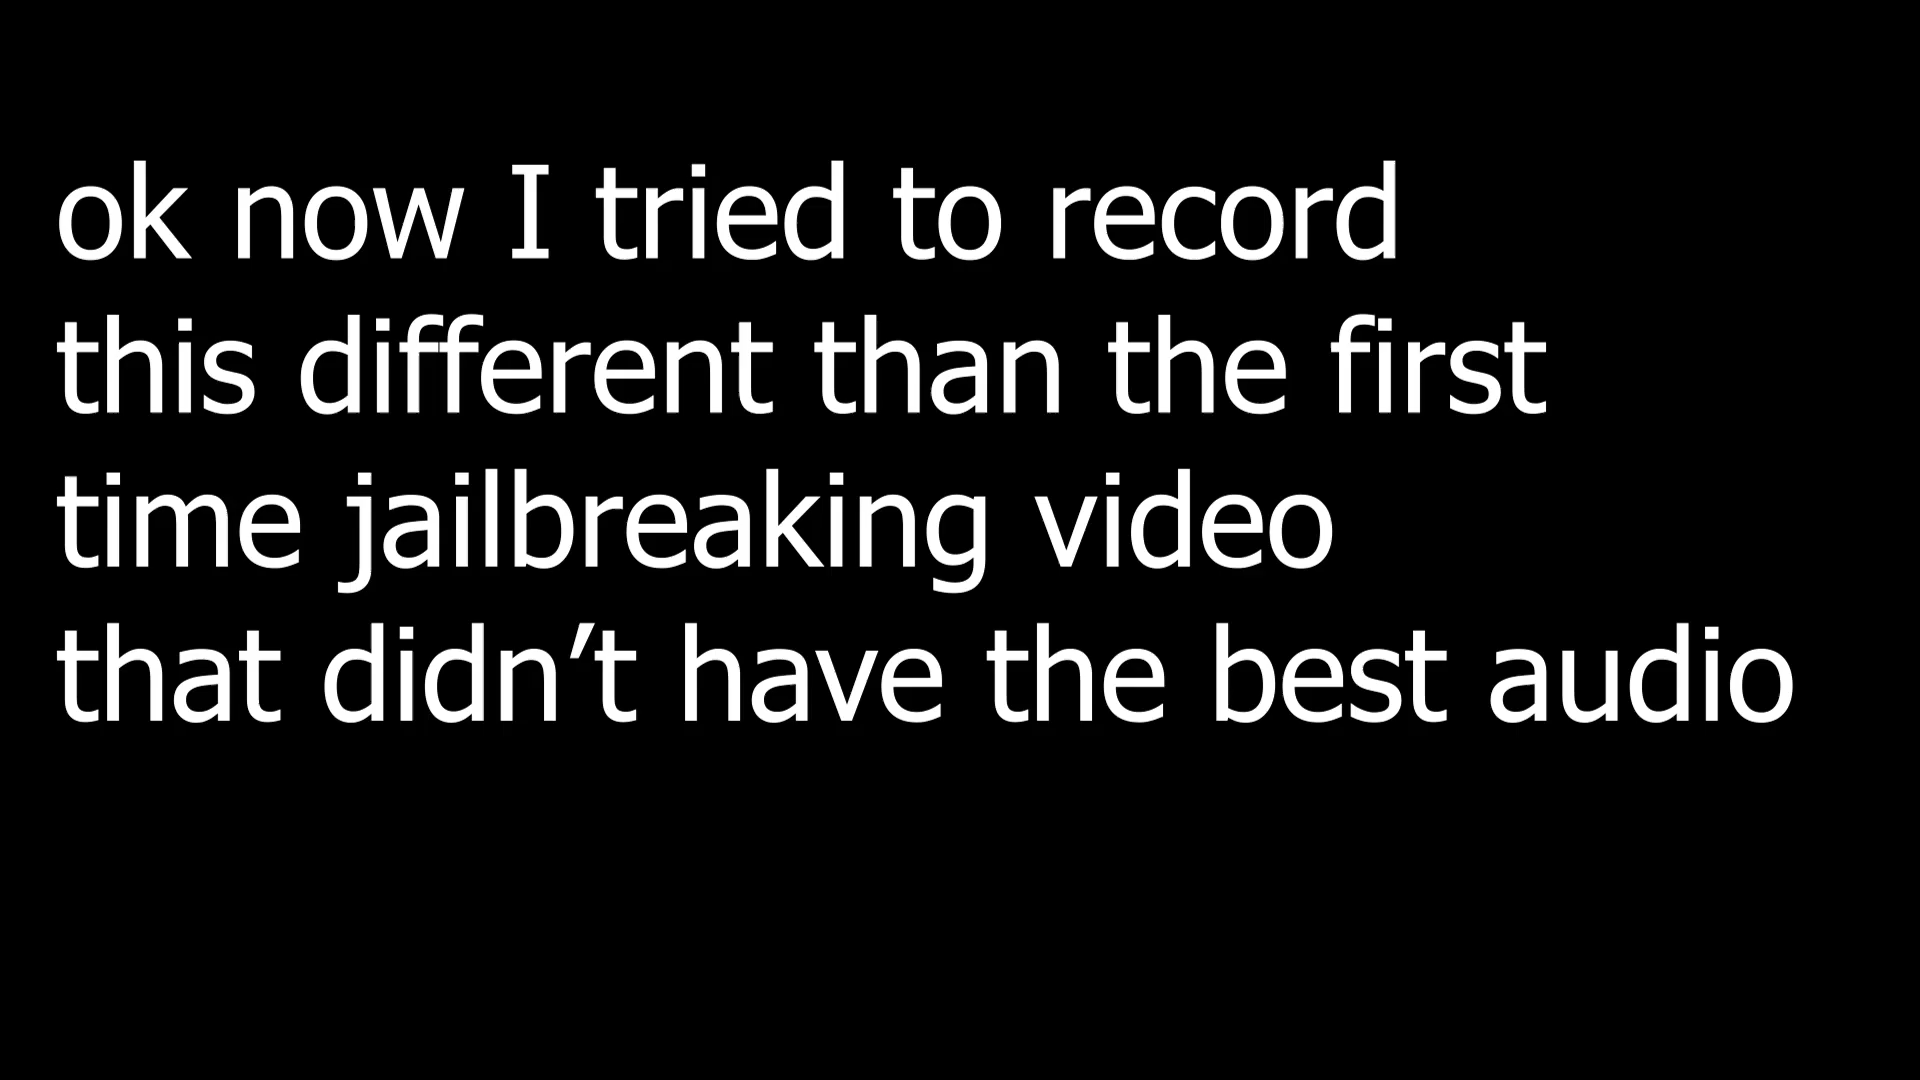 ok now I tried to record
this different than the first
time jailbreaking video
that didn’t have the best audio